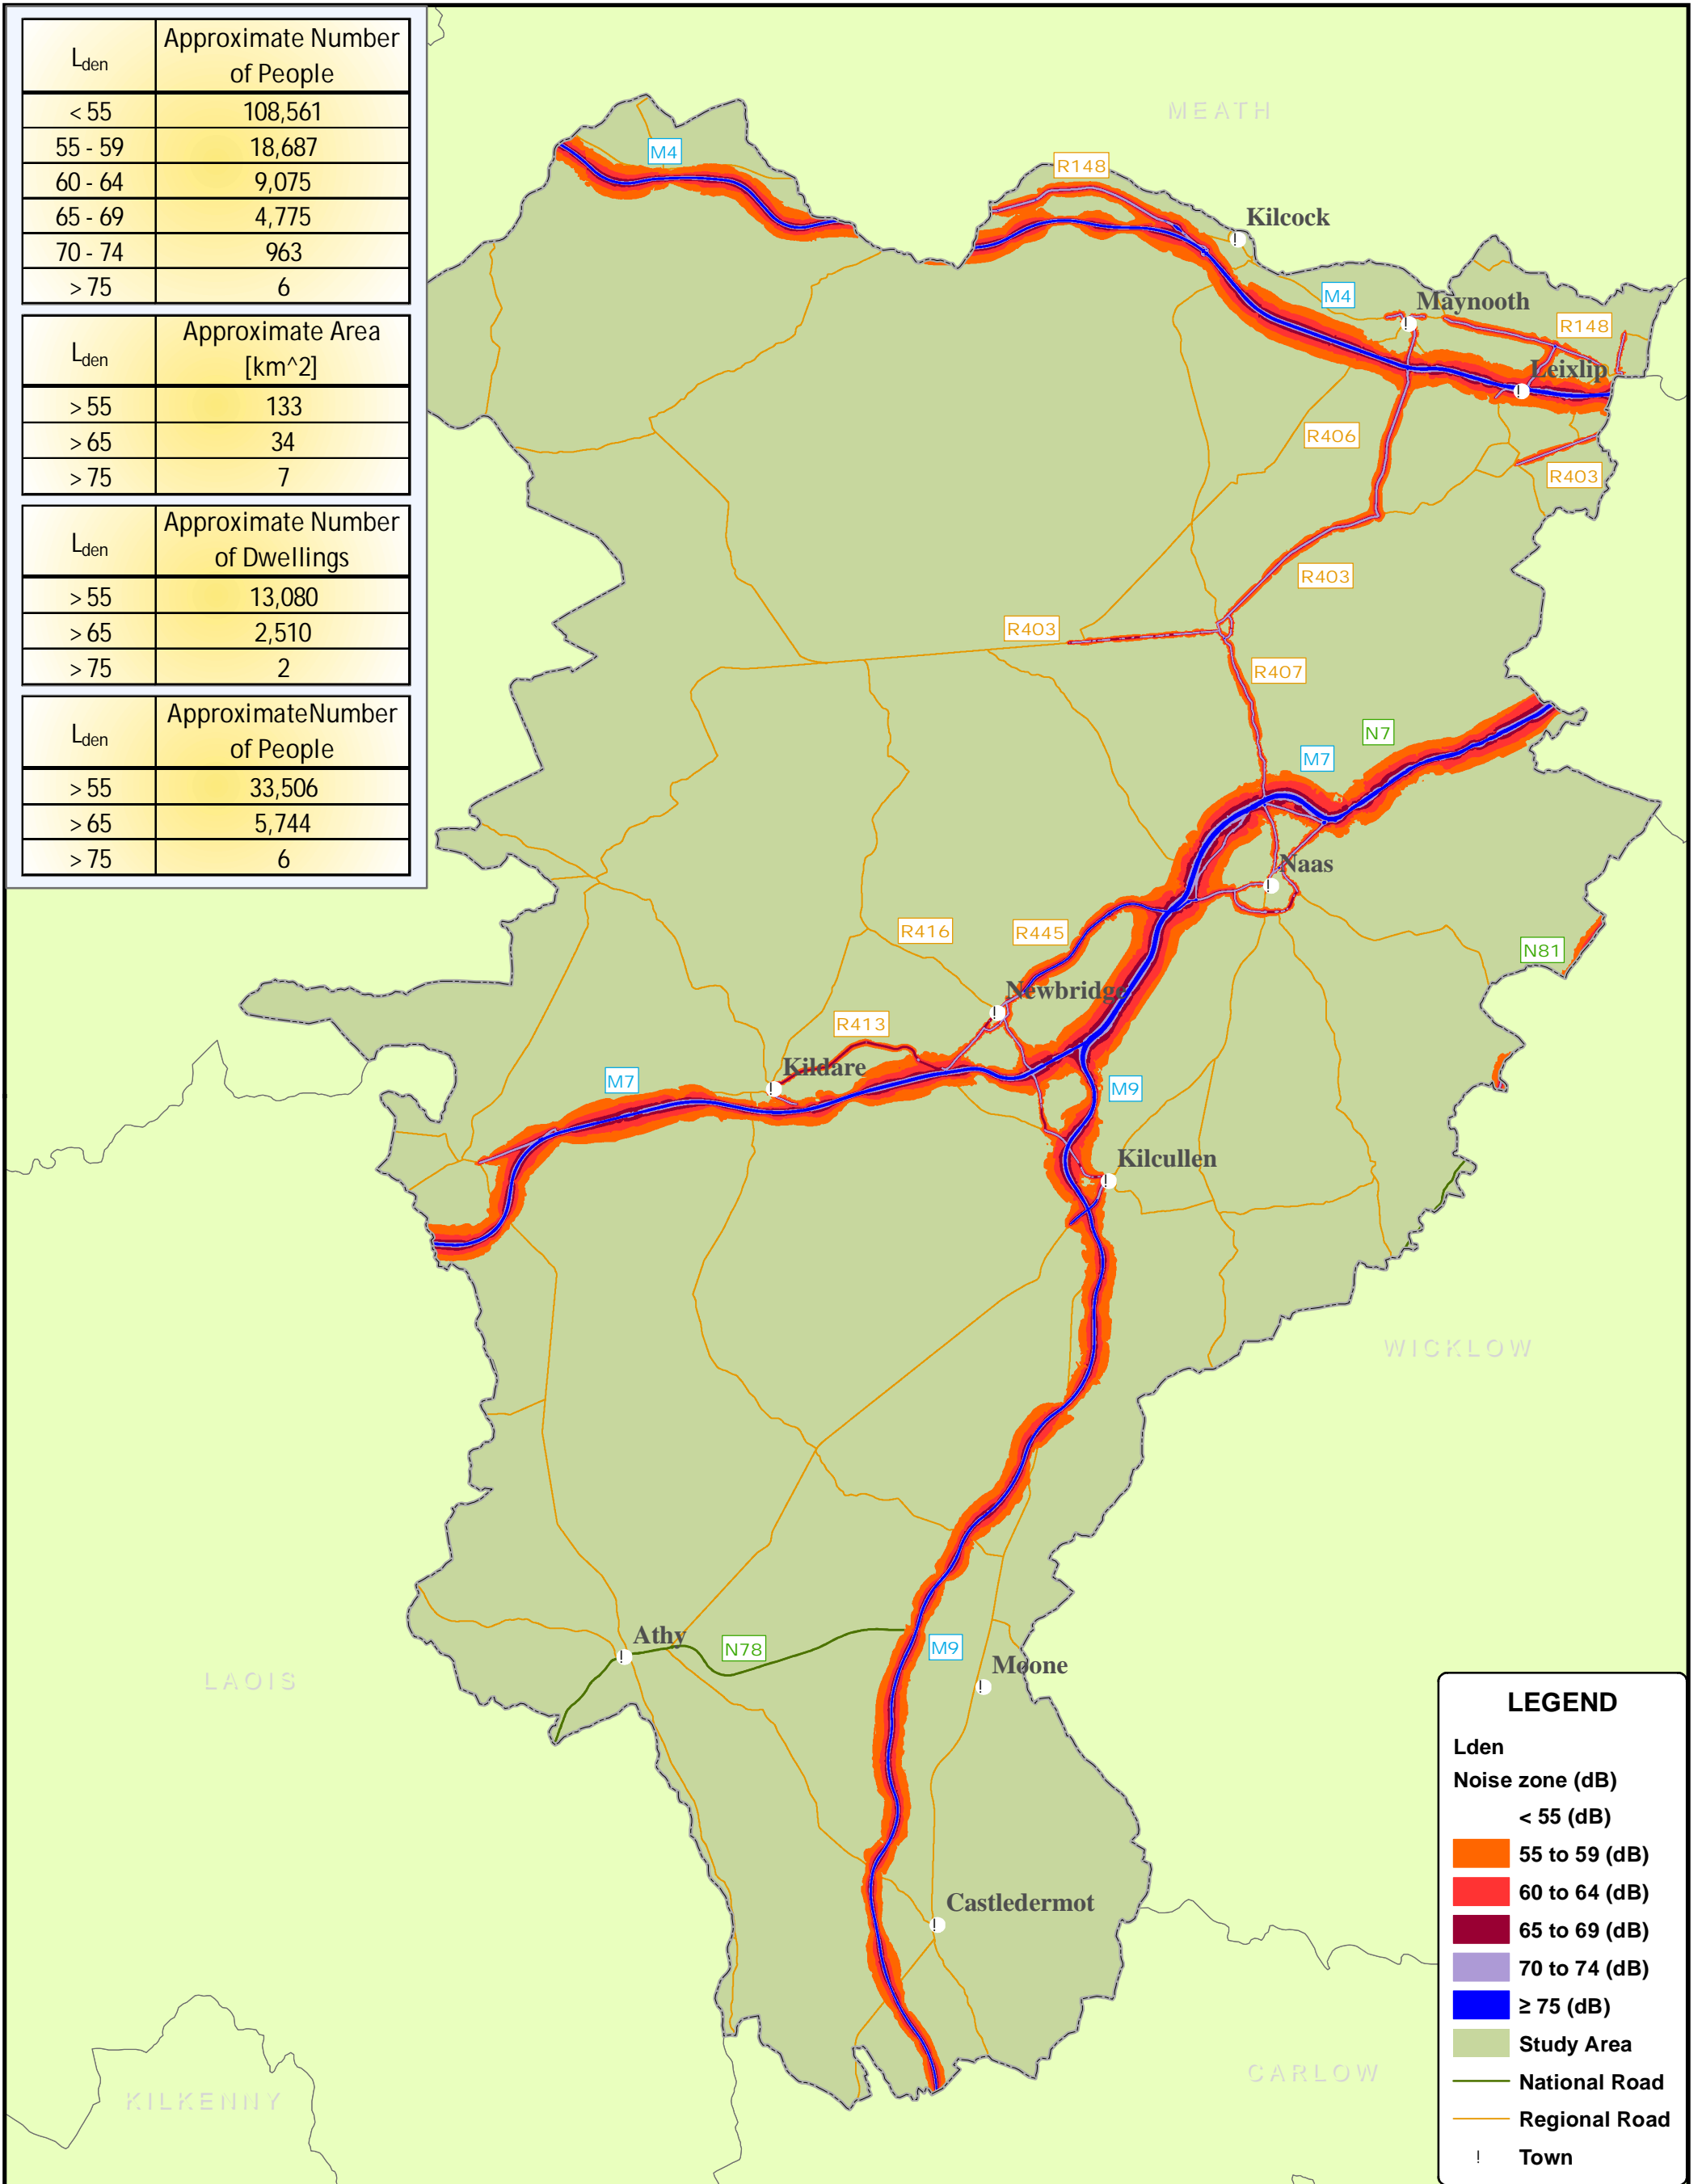 L den Approximate Number of People
< 55 108,561
55 - 59 18,687
60 - 64 9,075
65 - 69 4,775
70 - 74 963
> 75 6
L den Approximate Area [km^2]
> 55 133
> 65 34
> 75 7
L den Approximate Number of Dwellings
> 55 13,080
> 65 2,510
> 75 2
L den ApproximateNumber of People
> 55 33,506
> 65 5,744
> 75 6
MEATH
M4
R148
Kilcock
M4
Maynooth
R148
Leixlip
R406
R403
R403
R403
R407
N7
M7
Naas
R416
R445
N81
Newbridge
R413
Kildare
M7
M9
Kilcullen
WICKLOW
Athy
N78
M9
Moone
LAOIS
Castledermot
CARLOW
KILKENNY
LEGEND
Lden
Noise zone (dB)
< 55 (dB)
55 to 59 (dB)
60 to 64 (dB)
65 to 69 (dB)
70 to 74 (dB)
≥ 75 (dB)
Study Area
National Road
Regional Road
! Town